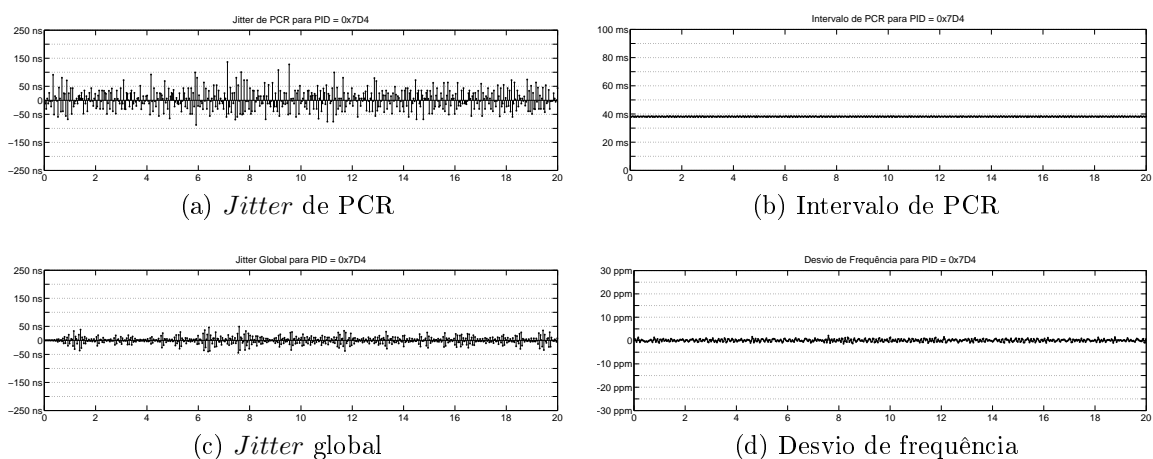 Jitter de PCR para PID = 0x7D4
250 ns
150 ns
50 ns
0
−50 ns
−150 ns
−250 ns
0 2 4 6 8 10 12 14 16 18 20
(a) Jitter de PCR
Intervalo de PCR para PID = 0x7D4
100 ms
80 ms
60 ms
40 ms
20 ms
0
0 2 4 6 8 10 12 14 16 18 20
(b) Intervalo de PCR
Jitter Global para PID = 0x7D4
250 ns
150 ns
50 ns
0
−50 ns
−150 ns
−250 ns
0 2 4 6 8 10 12 14 16 18 20
(c) Jitter global
Desvio de Frequência para PID = 0x7D4
30 ppm
20 ppm
10 ppm
0
-10 ppm
-20 ppm
-30 ppm
0 2 4 6 8 10 12 14 16 18 20
(d) Desvio de frequência